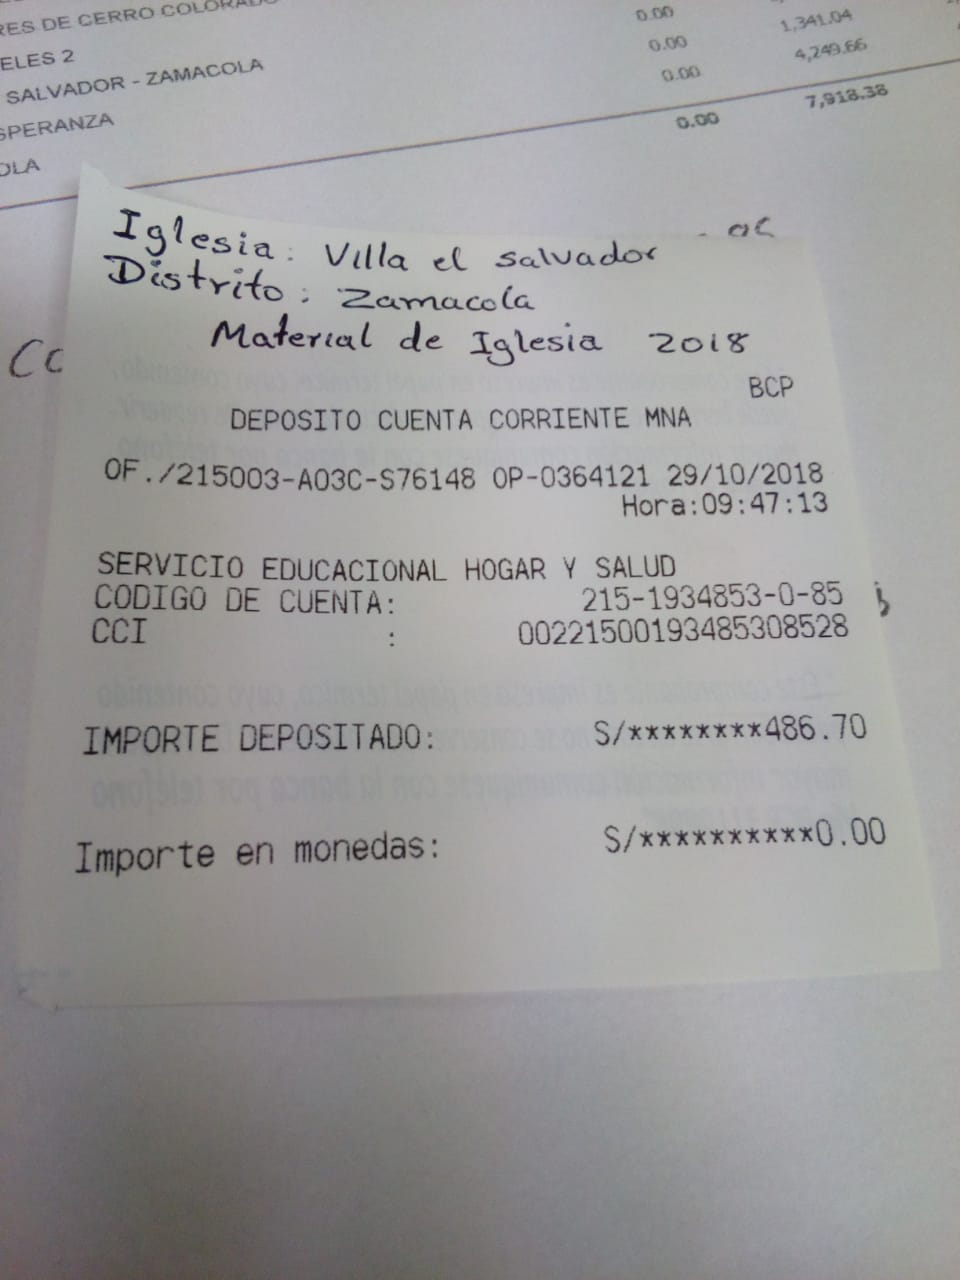 RES DE CERRO COLORADO
ELES 2 0.00 1,341.04
SALVADOR - ZAMACOLA 0.00 4,249.66
SPERANZA 0.00
OLA 0.00 7,918.38
Iglesia: Villa el Salvador
Distrito: Zamacola
Material de Iglesia 2018
BCP
DEPOSITO CUENTA CORRIENTE MNA
OF./215003-A03C-S76148 OP-0364121 29/10/2018
Hora:09:47:13
SERVICIO EDUCACIONAL HOGAR Y SALUD
CODIGO DE CUENTA: 215-1934853-0-85
CCI : 00221500193485308528
IMPORTE DEPOSITADO: S/********486.70
Importe en monedas: S/**********0.00